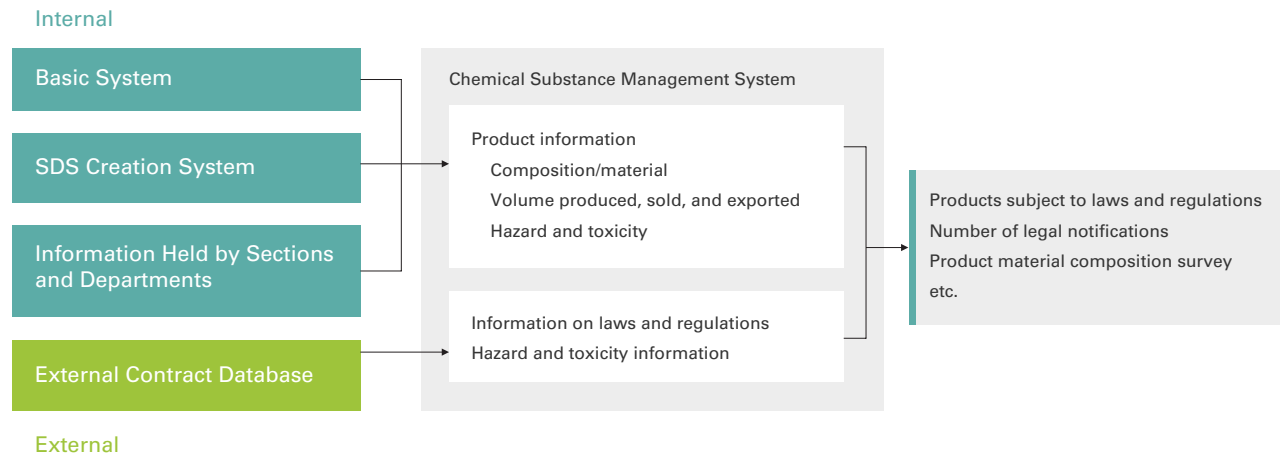 Internal
Basic System
SDS Creation System
Information Held by Sections
and Departments
External Contract Database
External
Chemical Substance Management System
Product information
Composition/material
Volume produced, sold, and exported
Hazard and toxicity
Information on laws and regulations
Hazard and toxicity information
Products subject to laws and regulations
Number of legal notifications
Product material composition survey
etc.